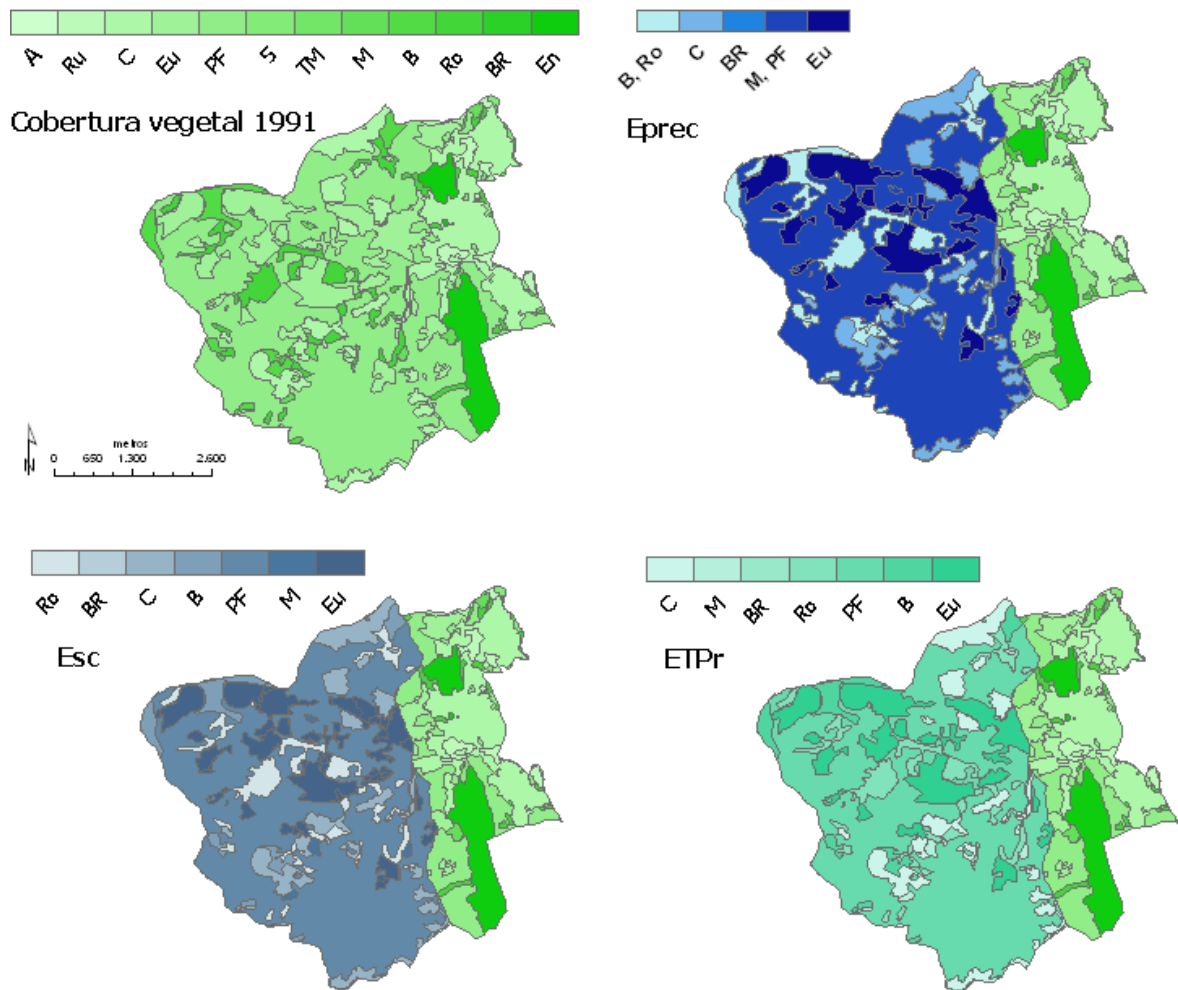 A Ru C Eu PF S TM M B Ro BR En
Cobertura vegetal 1991
B, Ro C BR M, PF Eu
Eprec
metros
0 650 1.300 2.600
N
Ro BR C B PF M Eu
Esc
C M BR Ro PF B Eu
ETPr